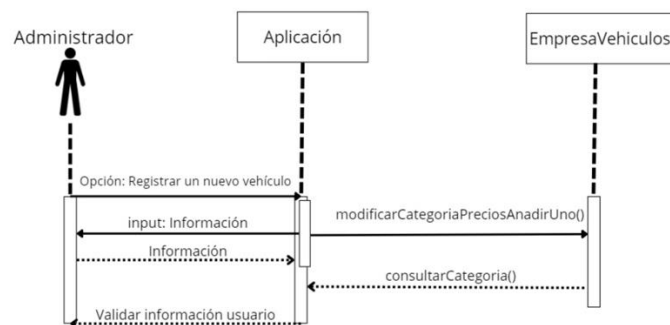 Administrador
Aplicación
EmpresaVehiculos
Opción: Registrar un nuevo vehículo
input: Información
modificarCategoriaPreciosAnadirUno()
Información
consultarCategoria()
Validar información usuario